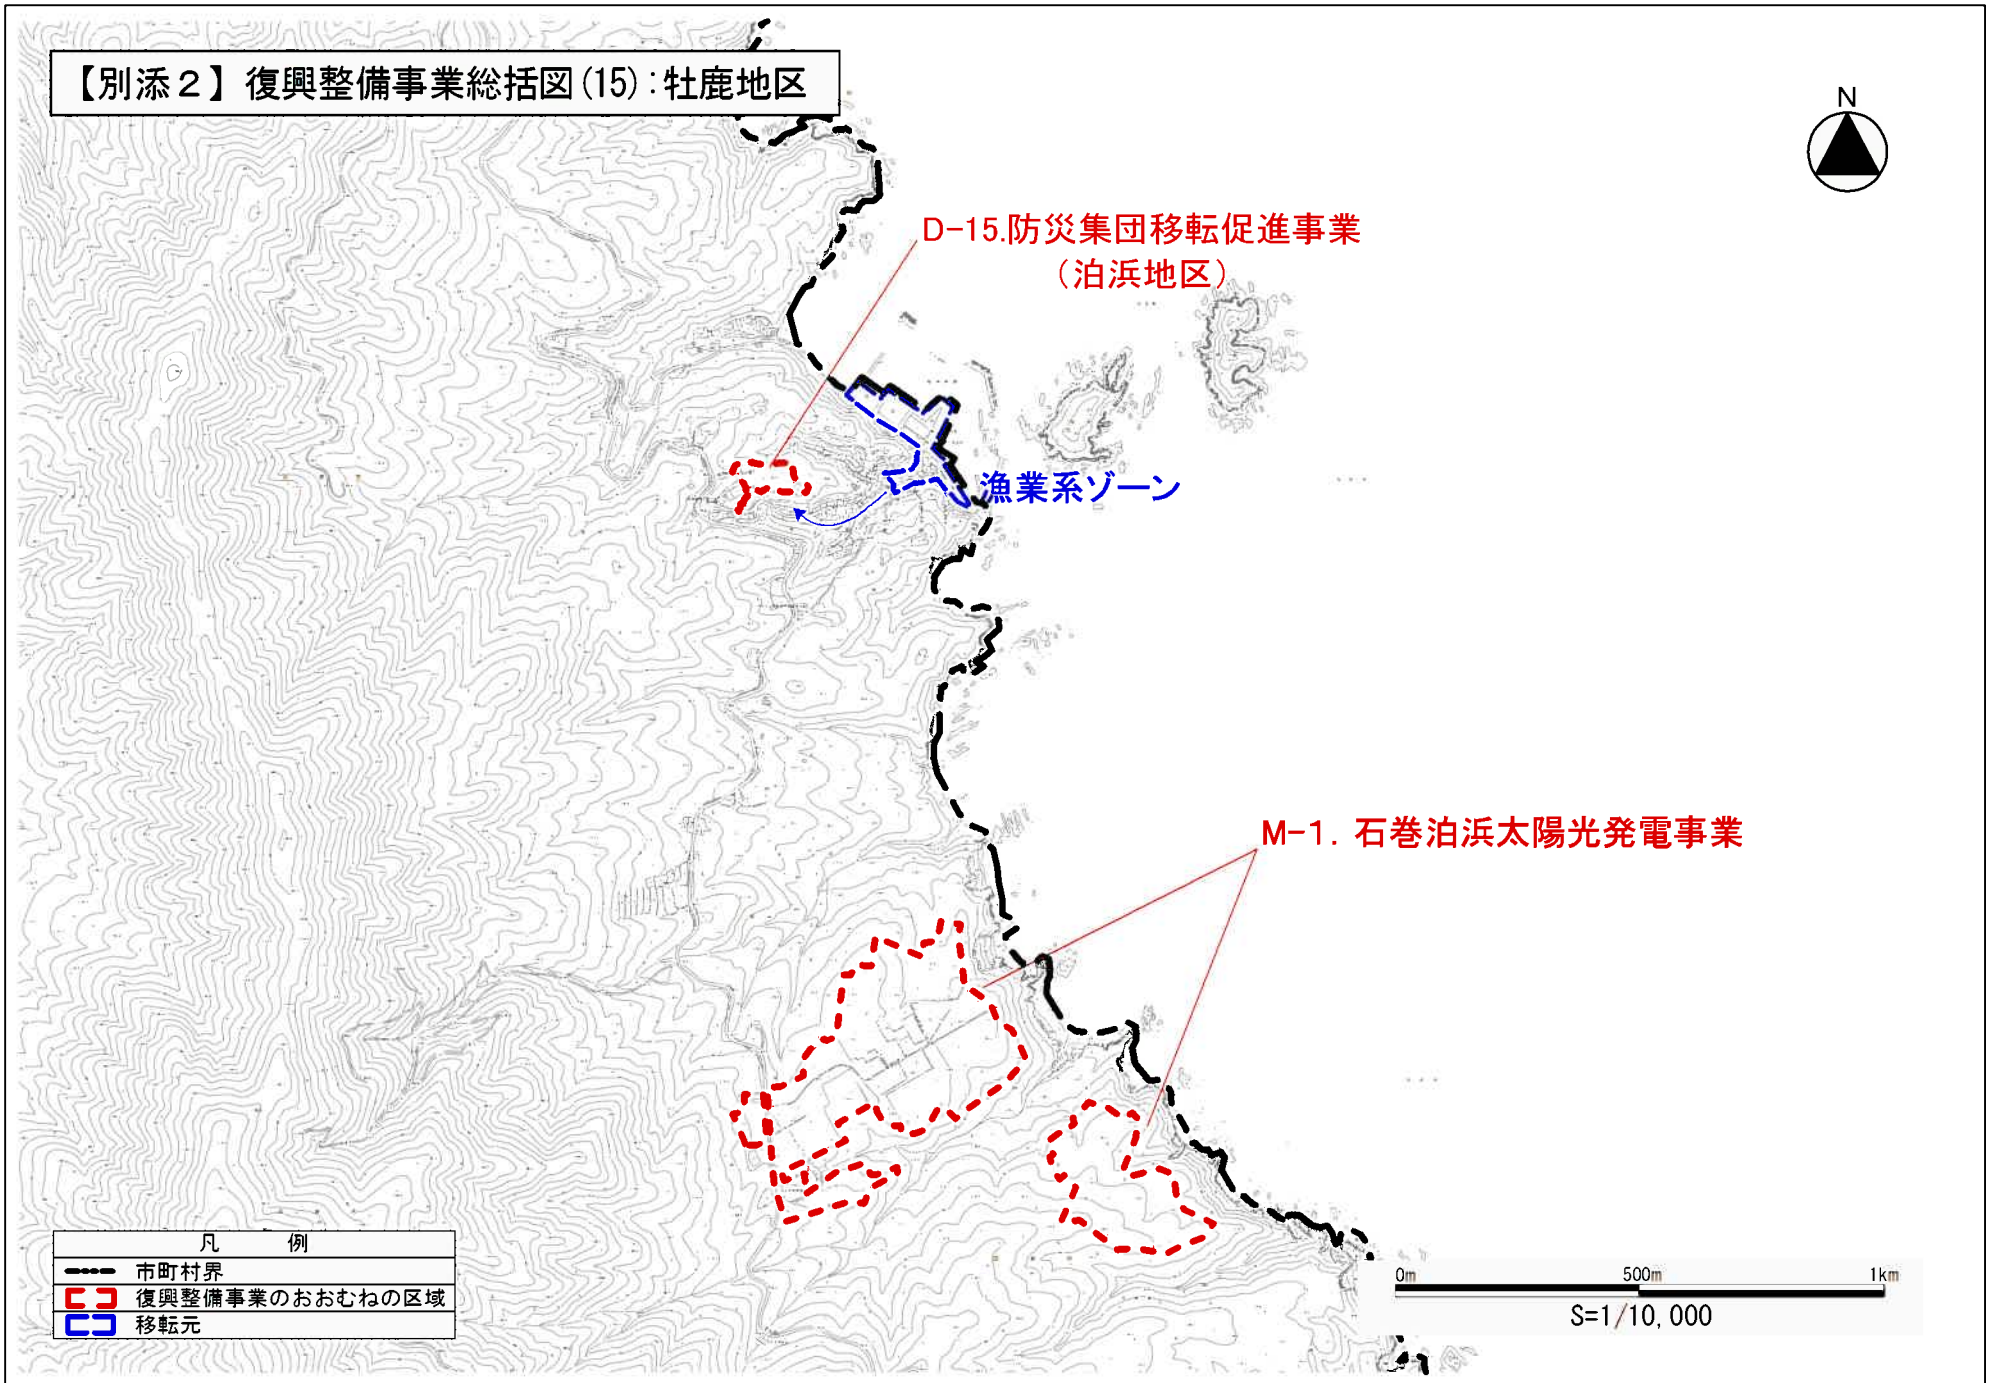 【別添２】復興整備事業総括図(15):牡鹿地区
N
D-15.防災集団移転促進事業
（泊浜地区）
漁業系ゾーン
M-1. 石巻泊浜太陽光発電事業
凡 例
市町村界
復興整備事業のおおむねの区域
移転元
0m 500m 1km
S=1/10,000